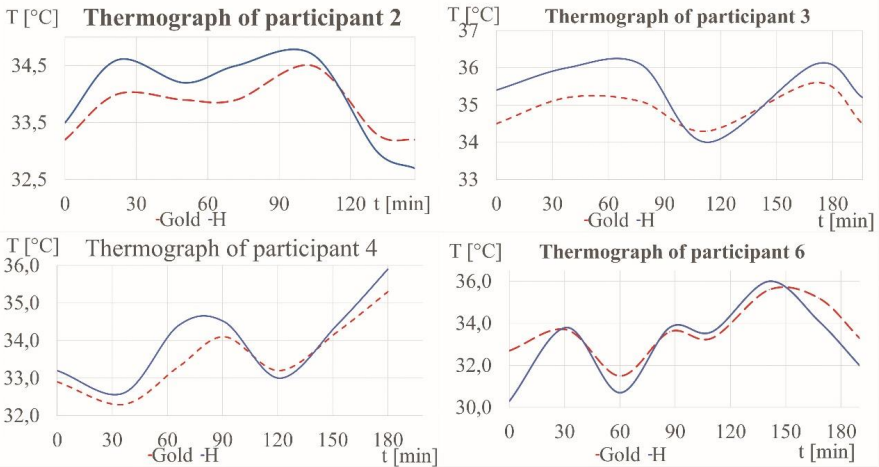 T [°C] Thermograph of participant 2
34,5
33,5
32,5
0 30 60 90 120 t [min]
-Gold -H
T [°C] Thermograph of participant 3
37
36
35
34
33
0 30 60 90 120 150 180
-Gold -H t [min]
T [°C] Thermograph of participant 4
36,0
35,0
34,0
33,0
32,0
0 30 60 90 120 150 180
-Gold -H t [min]
T [°C] Thermograph of participant 6
36,0
34,0
32,0
30,0
0 30 60 90 120 150 180
-Gold -H t [min]